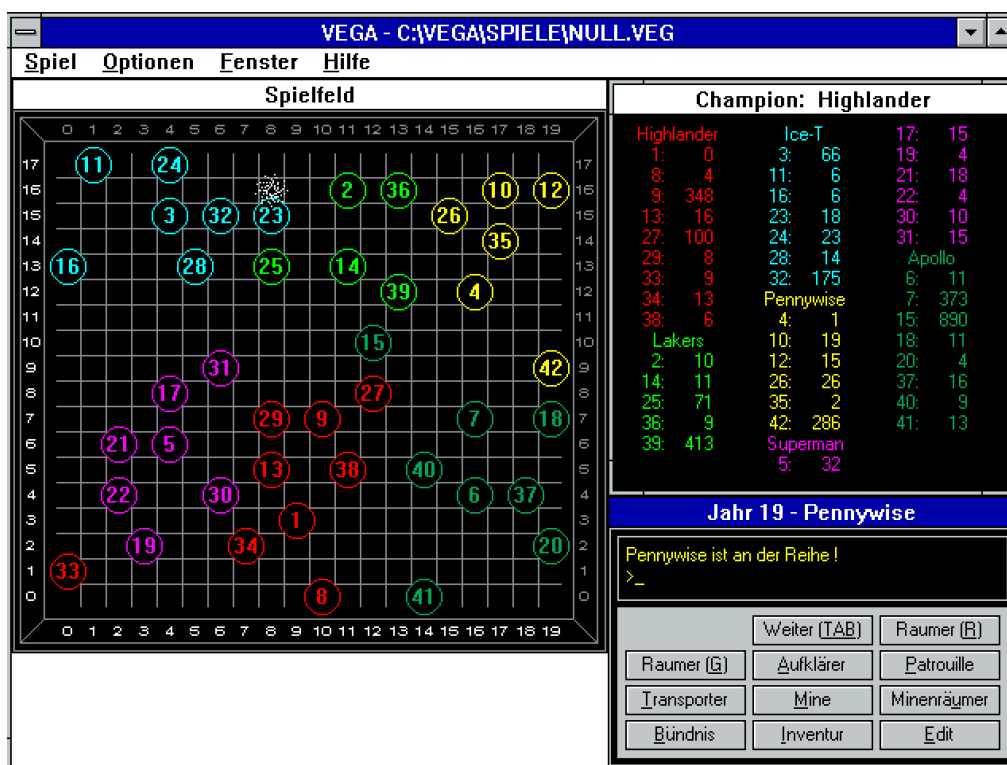 VEGA - C:\VEGA\SPIELE\NULL.VEG
Spiel Optionen Fenster Hilfe
Spielfeld
0 1 2 3 4 5 6 7 8 9 10 11 12 13 14 15 16 17 18 19
17 11 24 17
16 2 36 10 12 16
15 3 32 23 26 15
14 35 14
13 16 28 25 14 13
12 39 4 12
11 11
10 15 10
9 31 42 9
8 17 27 8
7 29 9 7 18 7
6 21 5 6
5 13 38 40 5
4 22 30 6 37 4
3 1 3
2 19 34 20 2
1 33 1
0 8 41 0
0 1 2 3 4 5 6 7 8 9 10 11 12 13 14 15 16 17 18 19
Champion: Highlander
Highlander
1: 0
8: 4
9: 348
13: 16
27: 100
29: 8
33: 9
34: 13
38: 6
Lakers
2: 10
14: 11
25: 71
36: 9
39: 413
Ice-T
3: 66
11: 6
16: 6
23: 18
24: 23
28: 14
32: 175
Pennywise
4: 1
10: 19
12: 15
26: 26
35: 2
42: 286
Superman
5: 32
17: 15
19: 4
21: 18
22: 4
30: 10
31: 15
Apollo
6: 11
7: 373
15: 890
18: 11
20: 4
37: 16
40: 9
41: 13
Jahr 19 - Pennywise
Pennywise ist an der Reihe !
>_
Weiter (TAB) Raumer (R)
Raumer (G) Aufklärer Patrouille
Transporter Mine Minenräumer
Bündnis Inventur Edit